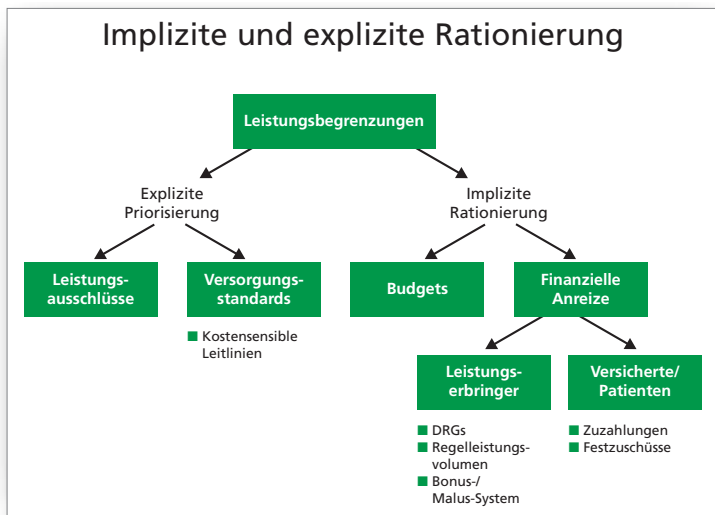 Implizite und explizite Rationierung
Leistungsbegrenzungen
Explizite
Priorisierung
Implizite
Rationierung
Leistungs-
ausschlüsse
Versorgungs-
standards
Budgets
Finanzielle
Anreize
■ Kostensensible
Leitlinien
Leistungs-
erbringer
Versicherte/
Patienten
■ DRGs
■ Regelleistungs-
volumen
■ Bonus-/
Malus-System
■ Zuzahlungen
■ Festzuschüsse